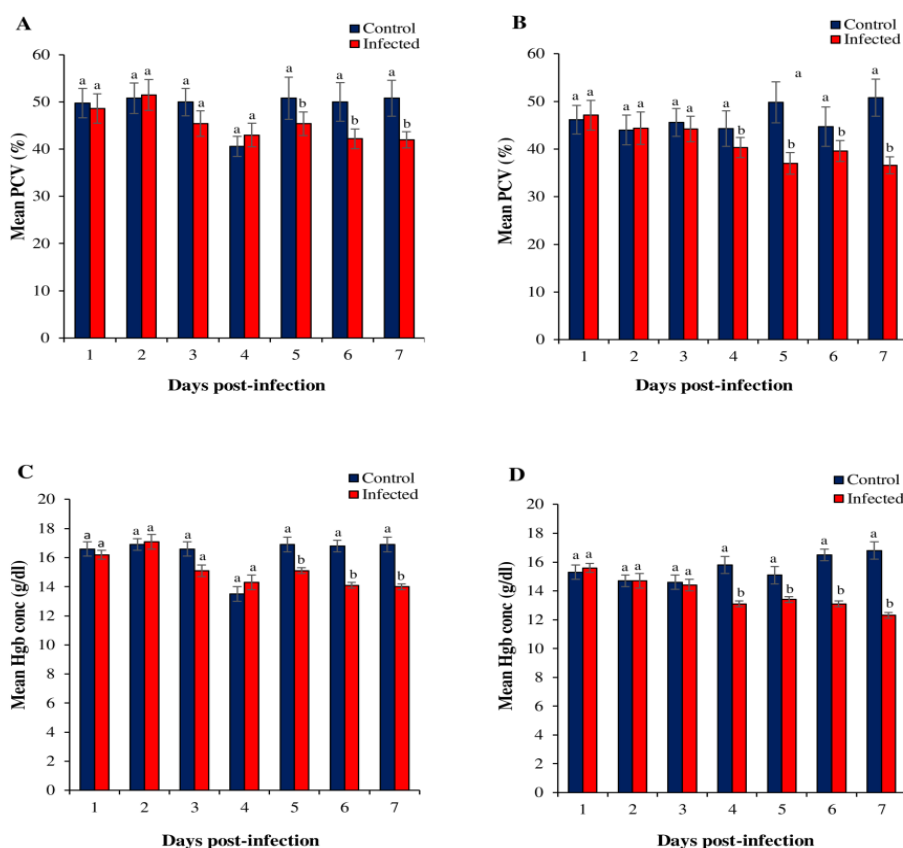 A
Control
Infected
60
50
40
30
20
10
0
Mean PCV (%)
a a a a a a a a a b a b a b
1 2 3 4 5 6 7
Days post-infection
B
Control
Infected
60
50
40
30
20
10
0
Mean PCV (%)
a a a a a a a b a b a b a b
1 2 3 4 5 6 7
Days post-infection
C
Control
Infected
20
18
16
14
12
10
8
6
4
2
0
Mean Hgb conc (g/dl)
a a a a a a a a a b a b a b
1 2 3 4 5 6 7
Days post-infection
D
Control
Infected
20
18
16
14
12
10
8
6
4
2
0
Mean Hgb conc (g/dl)
a a a a a a a b a b a b a b
1 2 3 4 5 6 7
Days post-infection